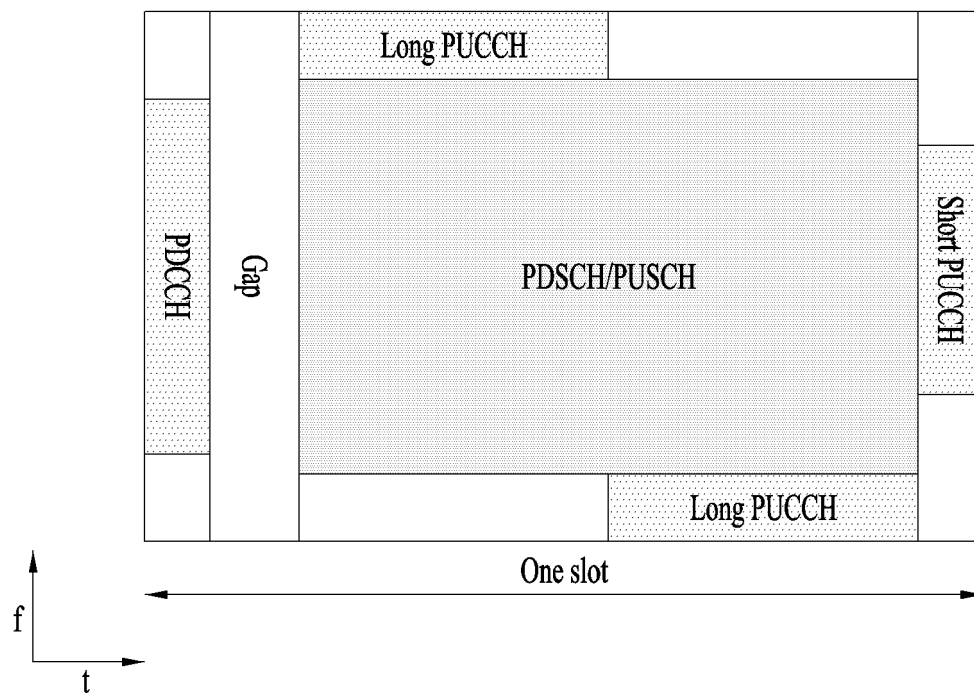 Long PUCCH
PDCCH
Gap
PDSCH/PUSCH
Short PUCCH
Long PUCCH
One slot
f
t